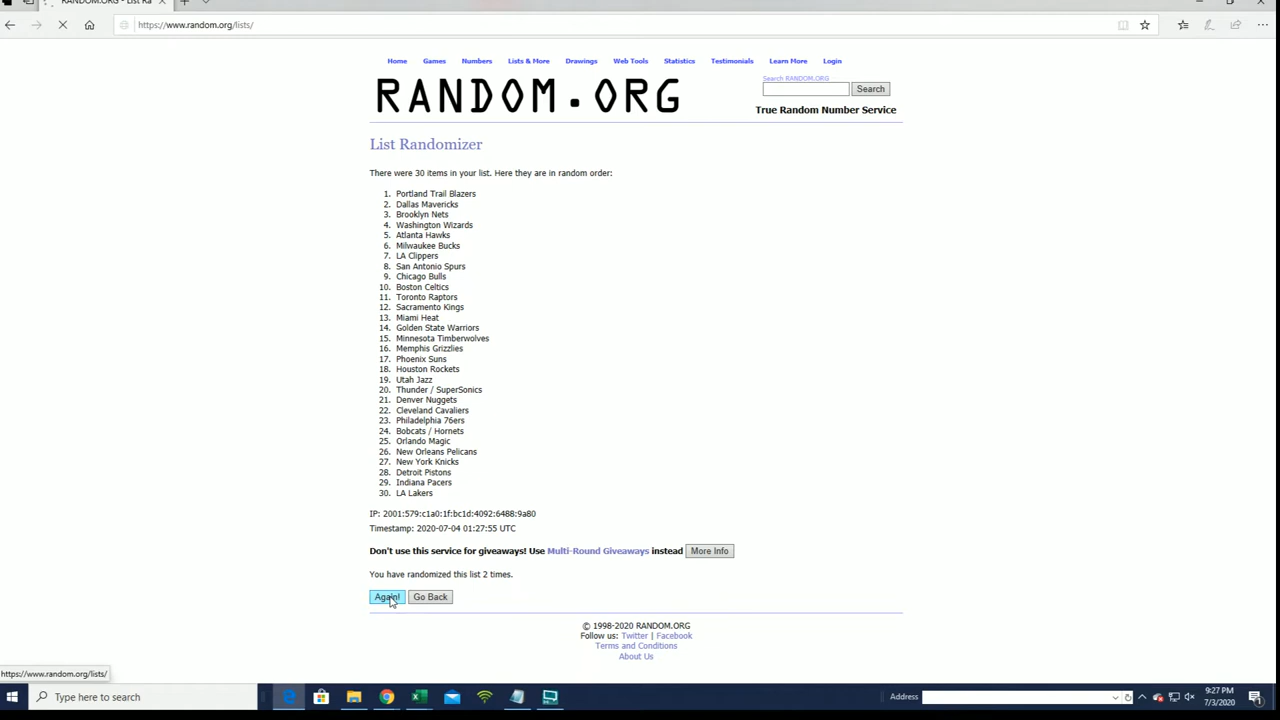 RANDOM.ORG - List Ra
https://www.random.org/lists/
Home Games Numbers Lists & More Drawings Web Tools Statistics Testimonials Learn More Login
RANDOM.ORG
Search RANDOM.ORG
Search
True Random Number Service
List Randomizer
There were 30 items in your list. Here they are in random order:
1. Portland Trail Blazers
2. Dallas Mavericks
3. Brooklyn Nets
4. Washington Wizards
5. Atlanta Hawks
6. Milwaukee Bucks
7. LA Clippers
8. San Antonio Spurs
9. Chicago Bulls
10. Boston Celtics
11. Toronto Raptors
12. Sacramento Kings
13. Miami Heat
14. Golden State Warriors
15. Minnesota Timberwolves
16. Memphis Grizzlies
17. Phoenix Suns
18. Houston Rockets
19. Utah Jazz
20. Thunder / SuperSonics
21. Denver Nuggets
22. Cleveland Cavaliers
23. Philadelphia 76ers
24. Bobcats / Hornets
25. Orlando Magic
26. New Orleans Pelicans
27. New York Knicks
28. Detroit Pistons
29. Indiana Pacers
30. LA Lakers
IP: 2001:579:c1a0:1f:bc1d:4092:6488:9a80
Timestamp: 2020-07-04 01:27:55 UTC
Don't use this service for giveaways! Use Multi-Round Giveaways instead More Info
You have randomized this list 2 times.
Again! Go Back
© 1998-2020 RANDOM.ORG
Follow us: Twitter | Facebook
Terms and Conditions
About Us
https://www.random.org/lists/
Type here to search
Address
9:27 PM
7/3/2020